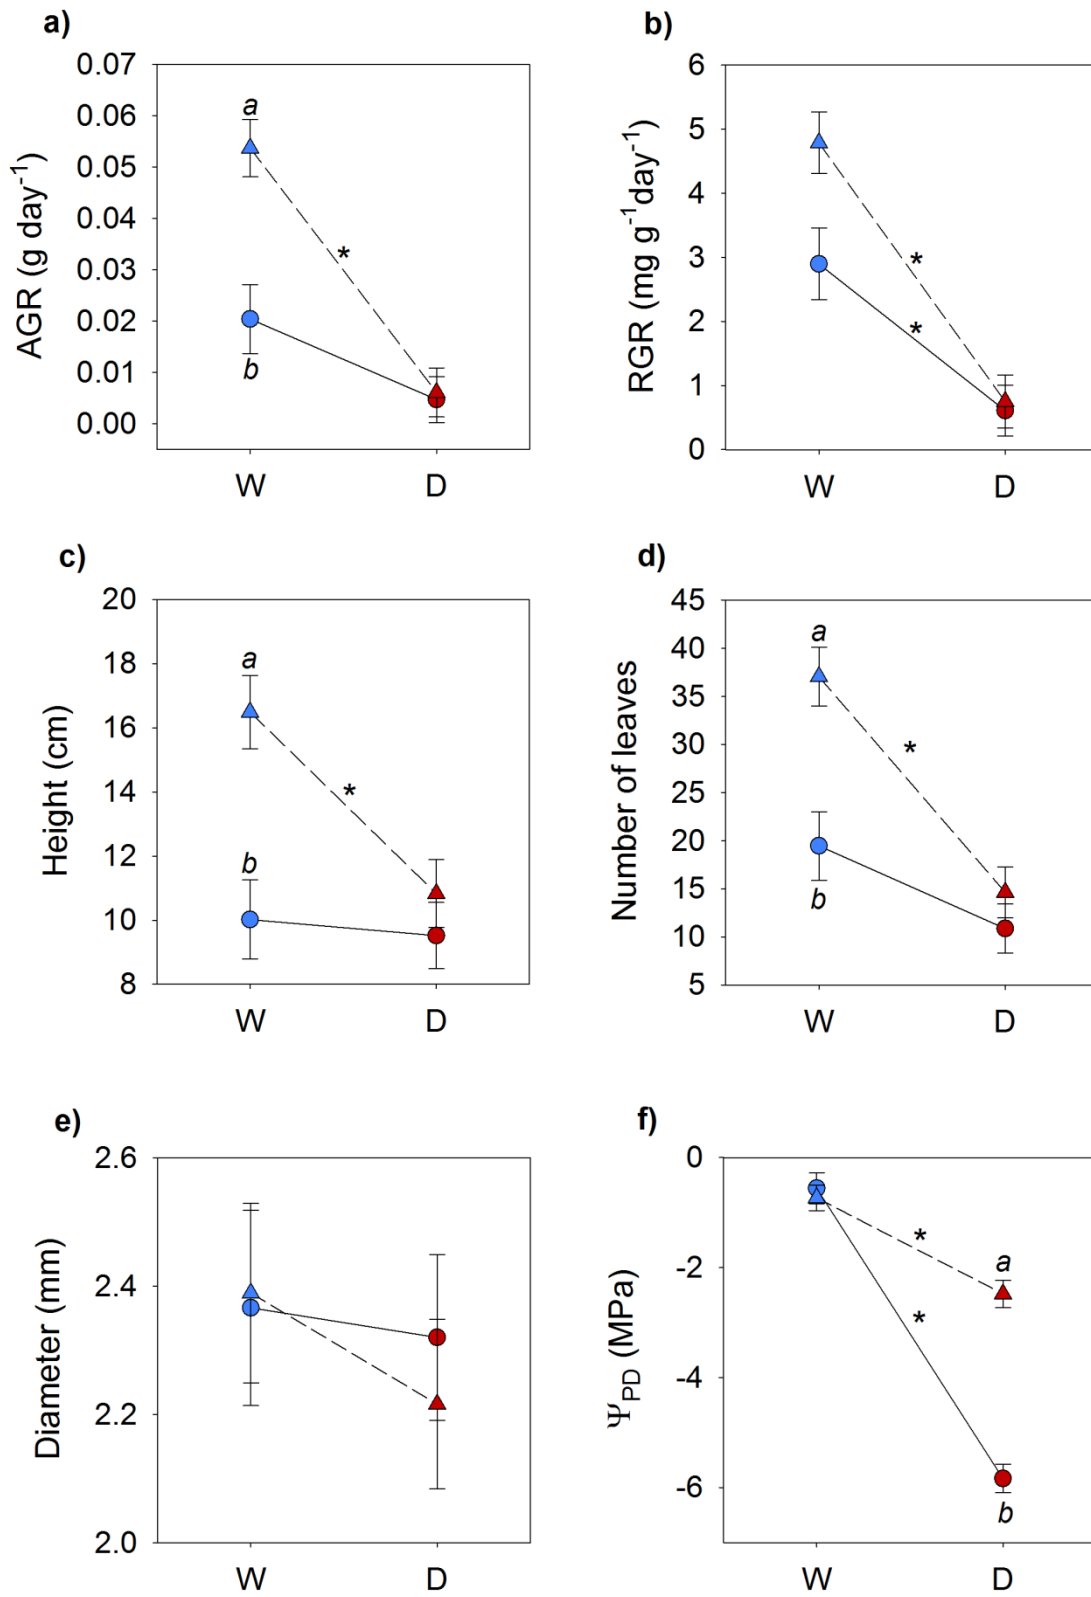 a)
0.07
0.06
0.05
0.04
0.03
0.02
0.01
0.00
AGR (g day⁻¹)
a
*
b
W D
b)
6
5
4
3
2
1
0
RGR (mg g⁻¹day⁻¹)
*
*
W D
c)
20
18
16
14
12
10
8
Height (cm)
a
*
b
W D
d)
45
40
35
30
25
20
15
10
5
Number of leaves
a
*
b
W D
e)
2.6
2.4
2.2
2.0
Diameter (mm)
W D
f)
0
-2
-4
-6
Ψ_PD (MPa)
*
a
*
b
W D